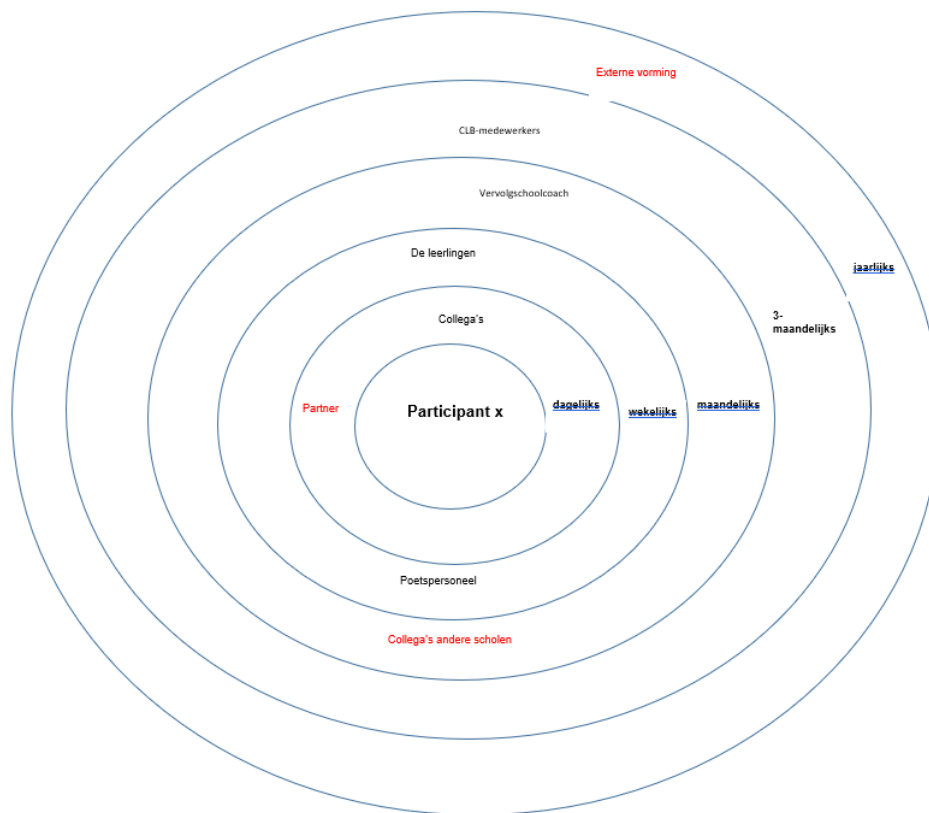 Externe vorming
CLB-medewerkers
Vervolgschoolcoach
De leerlingen
jaarlijks
3-
maandelijks
Collega's
Partner
Participant x
dagelijks
wekelijks
maandelijks
Poetspersoneel
Collega's andere scholen